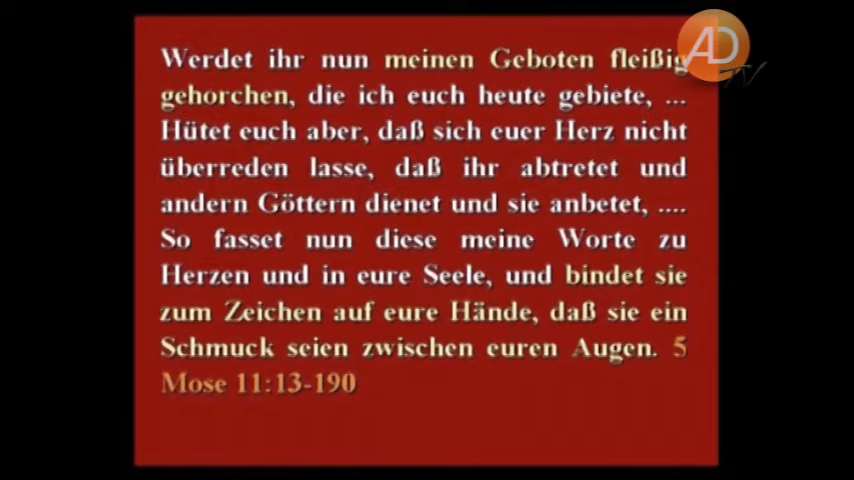 Werdet ihr nun meinen Geboten fleißig
gehorchen, die ich euch heute gebiete, ...
Hütet euch aber, daß sich euer Herz nicht
überreden lasse, daß ihr abtretet und
andern Göttern dienet und sie anbetet, ....
So fasset nun diese meine Worte zu
Herzen und in eure Seele, und bindet sie
zum Zeichen auf eure Hände, daß sie ein
Schmuck seien zwischen euren Augen. 5
Mose 11:13-190
AD
TV